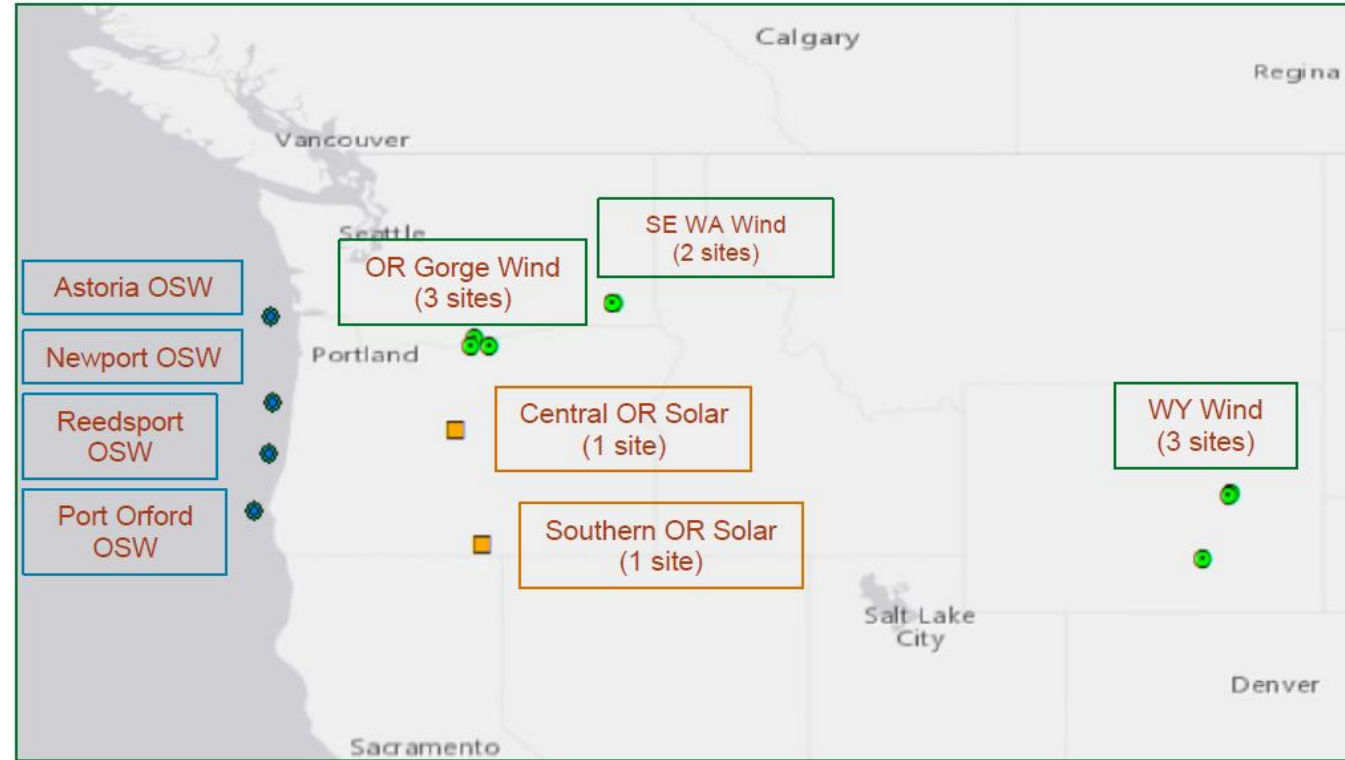 Calgary
Regina
Vancouver
Seattle
SE WA Wind
(2 sites)
OR Gorge Wind
(3 sites)
Astoria OSW
Portland
Newport OSW
Reedsport
OSW
Central OR Solar
(1 site)
WY Wind
(3 sites)
Port Orford
OSW
Southern OR Solar
(1 site)
Salt Lake
City
Denver
Sacramento